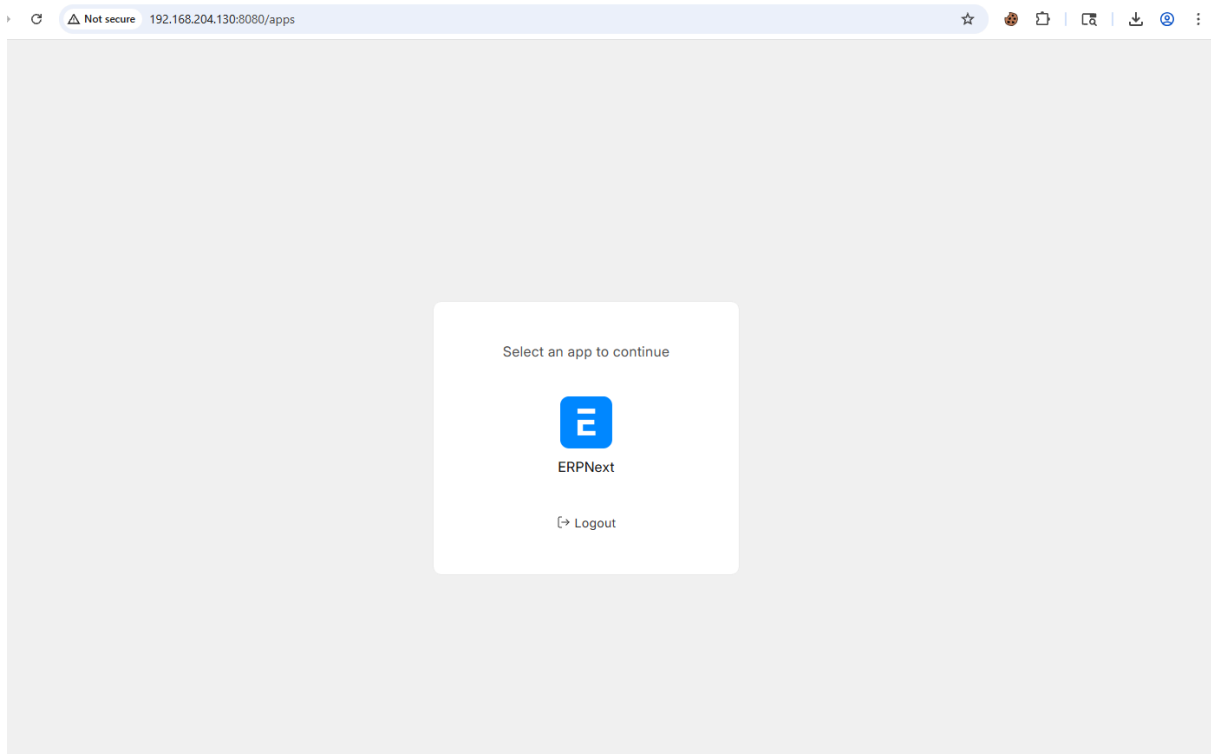 Not secure 192.168.204.130:8080/apps
Select an app to continue
E
ERPNext
Logout